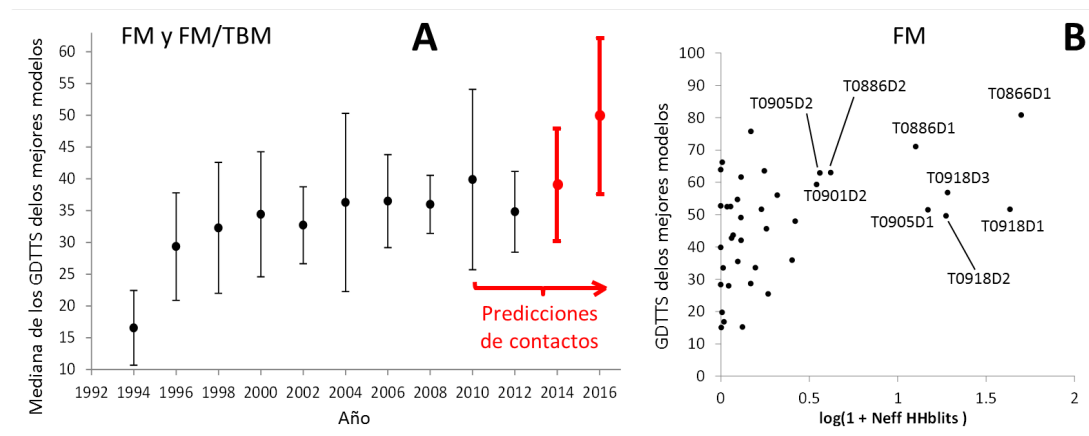 FM y FM/TBM
A
Mediana de los GDTTS delos mejores modelos
60
55
50
45
40
35
30
25
20
15
10
1992 1994 1996 1998 2000 2002 2004 2006 2008 2010 2012 2014 2016
Año
Predicciones
de contactos
FM
B
GDTTS delos mejores modelos
100
90
80
70
60
50
40
30
20
10
0
T0905D2
T0886D2
T0866D1
T0886D1
T0901D2
T0918D3
T0905D1
T0918D1
T0918D2
0 0.5 1 1.5 2
log(1 + Neff HHblits )